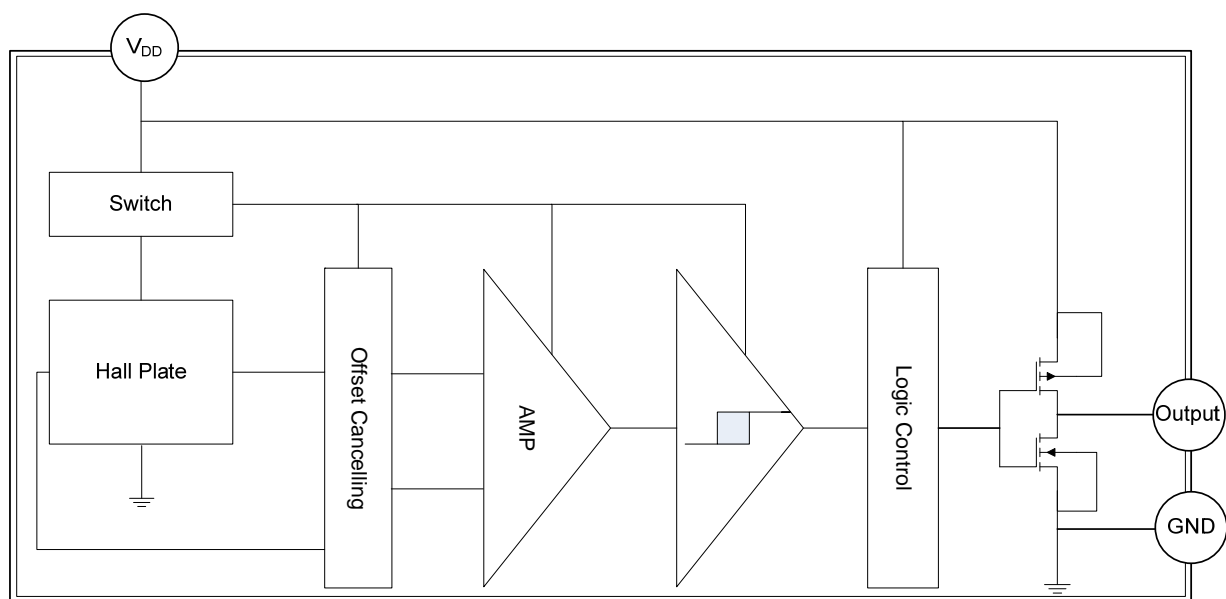 VDD
Switch
Hall Plate
Offset Cancelling
AMP
Logic Control
Output
GND